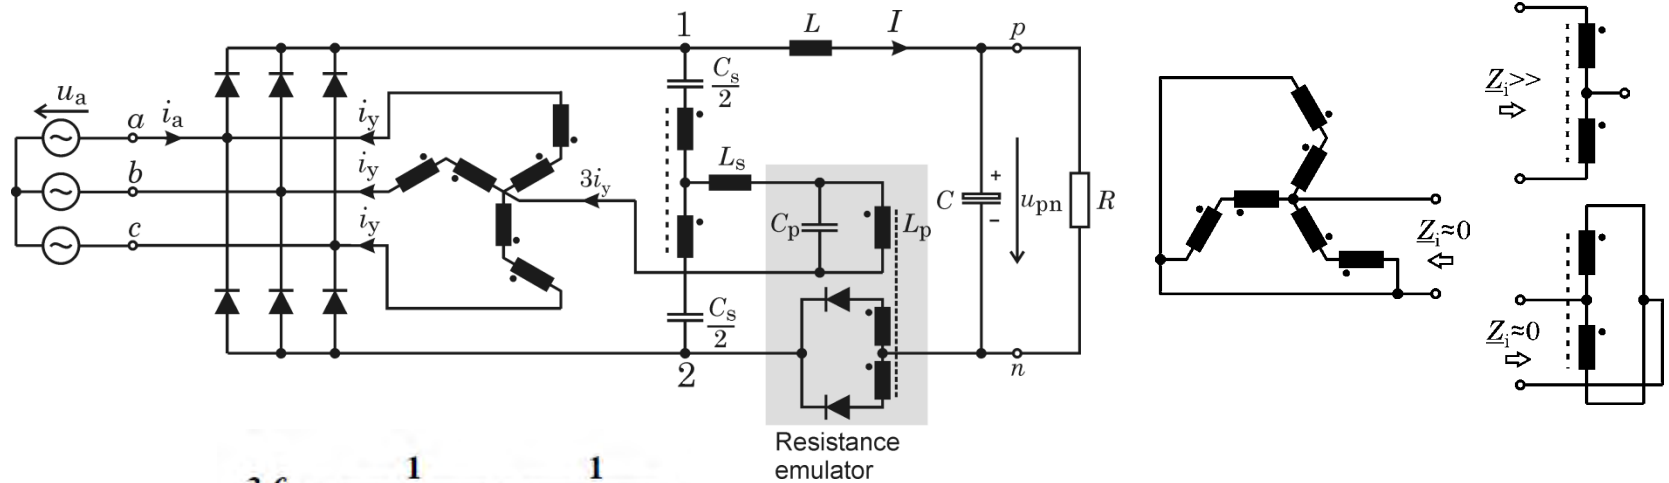 1
L
I
p
C_s/2
u_a
a
i_a
i_y
b
i_y
L_s
3i_y
c
i_y
C_p
L_p
C
+
−
u_pn
R
C_s/2
2
n
Resistance
emulator
Z_i>>
Z_i≈0
Z_i≈0
1
1